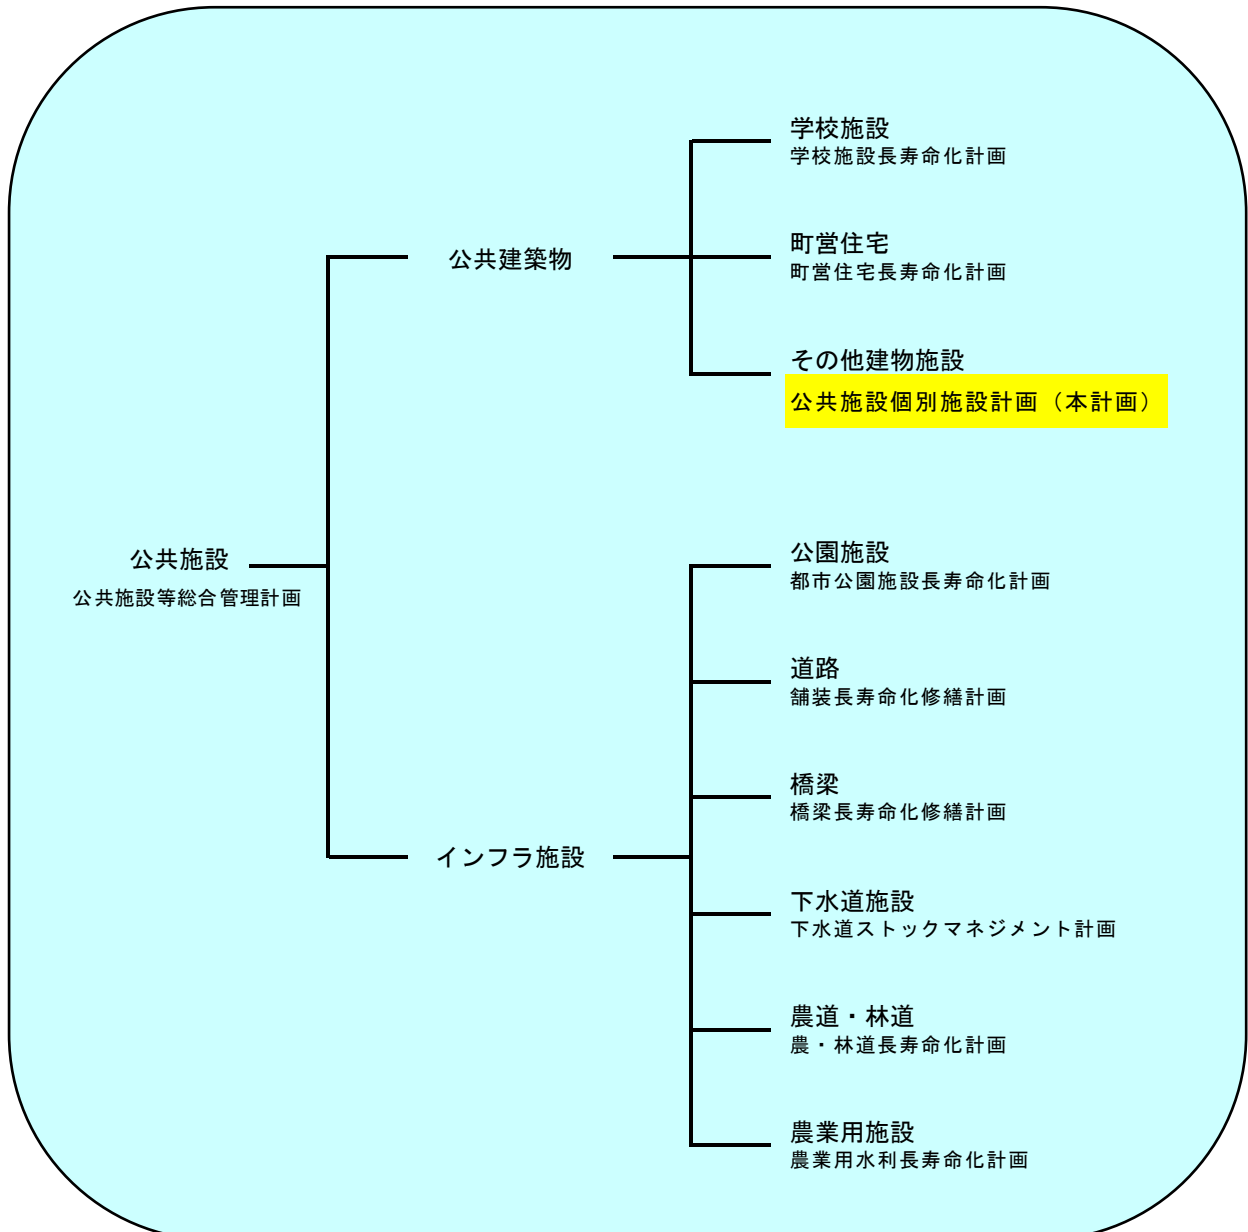 公共施設
公共施設等総合管理計画
公共建築物
学校施設
学校施設長寿命化計画
町営住宅
町営住宅長寿命化計画
その他建物施設
公共施設個別施設計画（本計画）
インフラ施設
公園施設
都市公園施設長寿命化計画
道路
舗装長寿命化修繕計画
橋梁
橋梁長寿命化修繕計画
下水道施設
下水道ストックマネジメント計画
農道・林道
農・林道長寿命化計画
農業用施設
農業用水利長寿命化計画